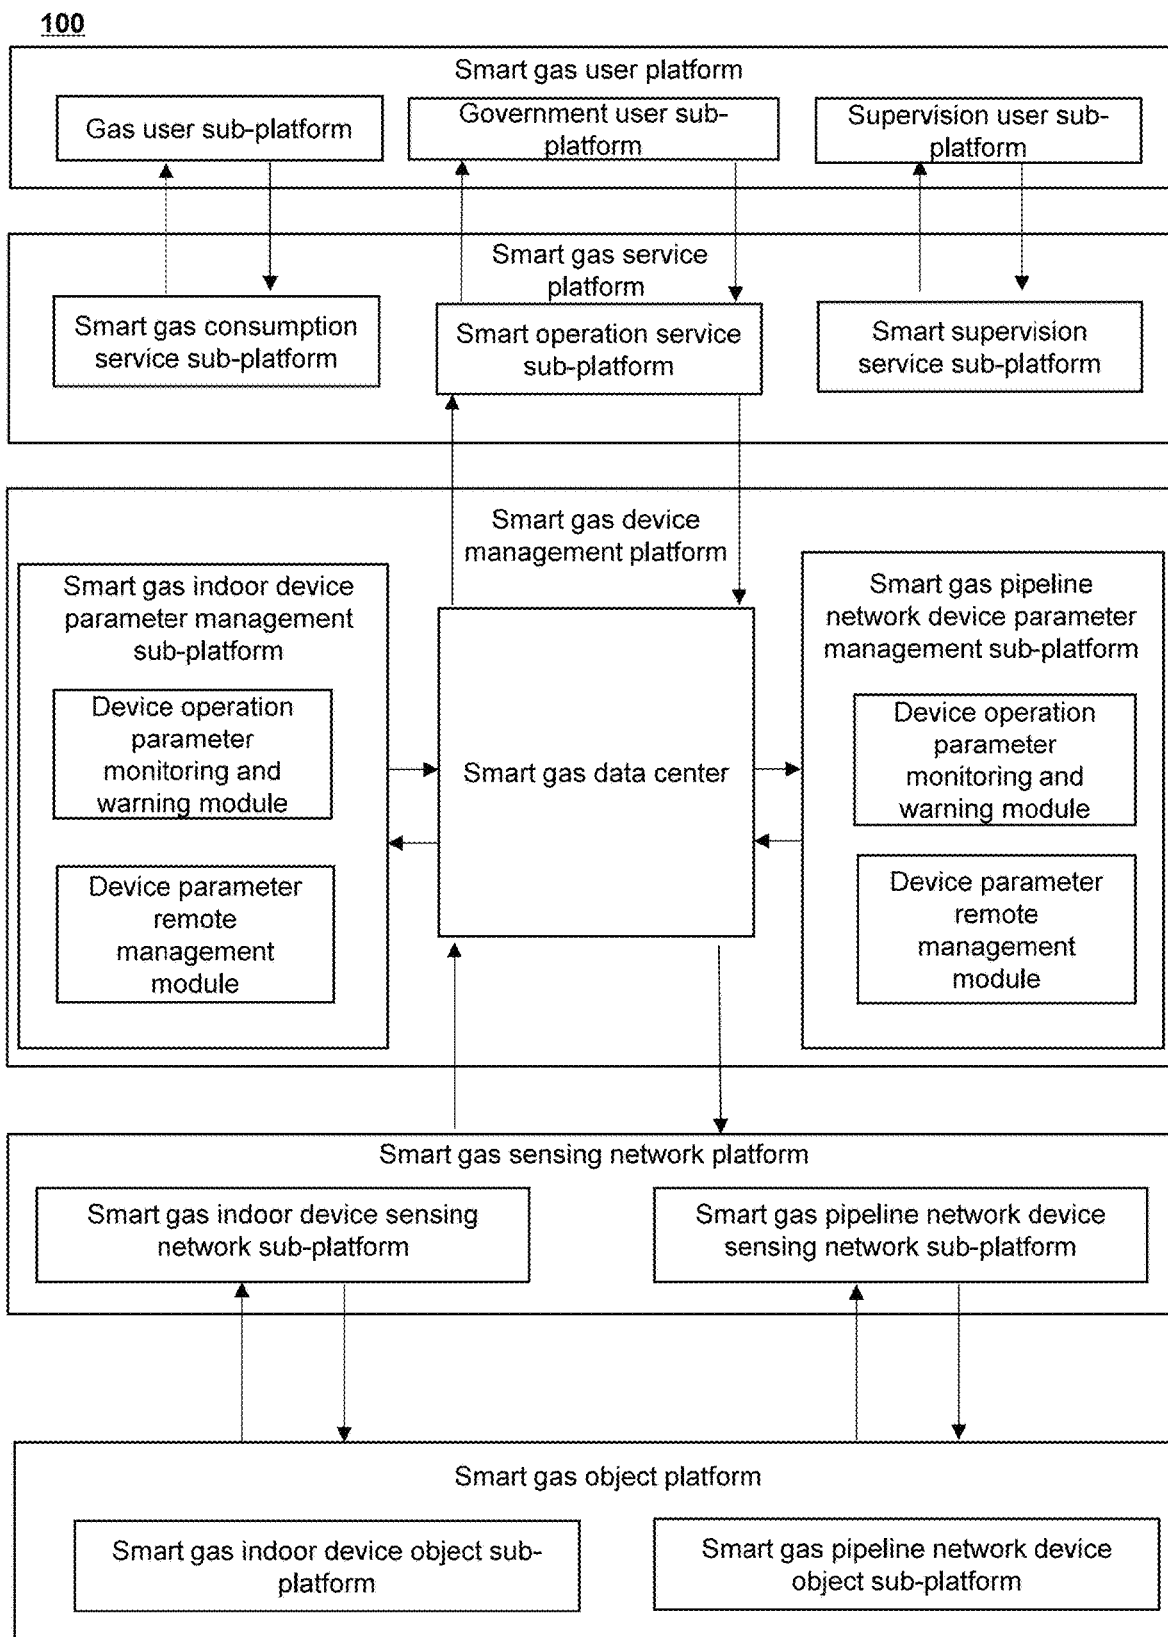 100
Smart gas user platform
Gas user sub-platform
Government user sub-
platform
Supervision user sub-
platform
Smart gas service
platform
Smart gas consumption
service sub-platform
Smart operation service
sub-platform
Smart supervision
service sub-platform
Smart gas device
management platform
Smart gas indoor device
parameter management
sub-platform
Device operation
parameter
monitoring and
warning module
Device parameter
remote
management
module
Smart gas data center
Smart gas pipeline
network device parameter
management sub-platform
Device operation
parameter
monitoring and
warning module
Device parameter
remote
management
module
Smart gas sensing network platform
Smart gas indoor device sensing
network sub-platform
Smart gas pipeline network device
sensing network sub-platform
Smart gas object platform
Smart gas indoor device object sub-
platform
Smart gas pipeline network device
object sub-platform